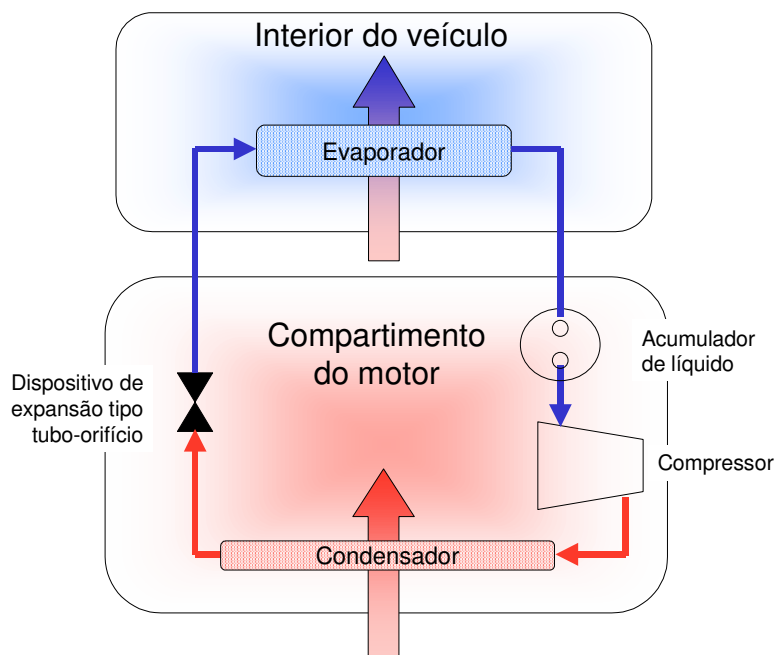 Interior do veículo
Evaporador
Compartimento
do motor
Acumulador
de líquido
Dispositivo de
expansão tipo
tubo-orifício
Compressor
Condensador